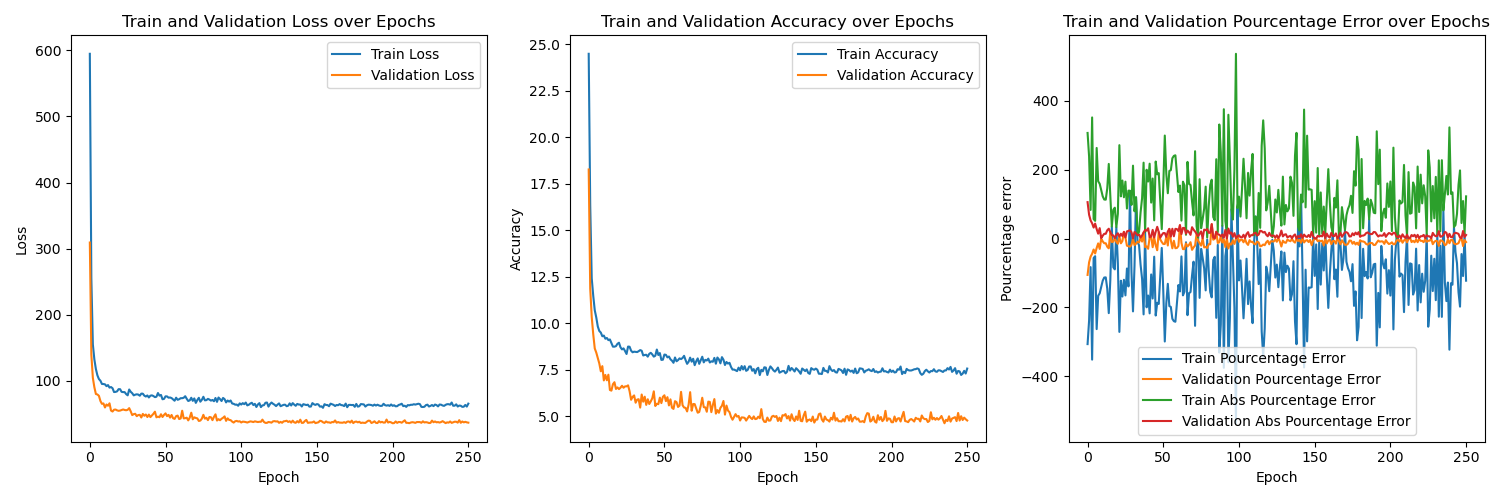 Train and Validation Loss over Epochs
Loss
600
500
400
300
200
100
0
50
100
150
200
250
Epoch
Train Loss
Validation Loss
Train and Validation Accuracy over Epochs
Accuracy
25.0
22.5
20.0
17.5
15.0
12.5
10.0
7.5
5.0
0
50
100
150
200
250
Epoch
Train Accuracy
Validation Accuracy
Train and Validation Pourcentage Error over Epochs
Pourcentage error
400
200
0
−200
−400
0
50
100
150
200
250
Epoch
Train Pourcentage Error
Validation Pourcentage Error
Train Abs Pourcentage Error
Validation Abs Pourcentage Error